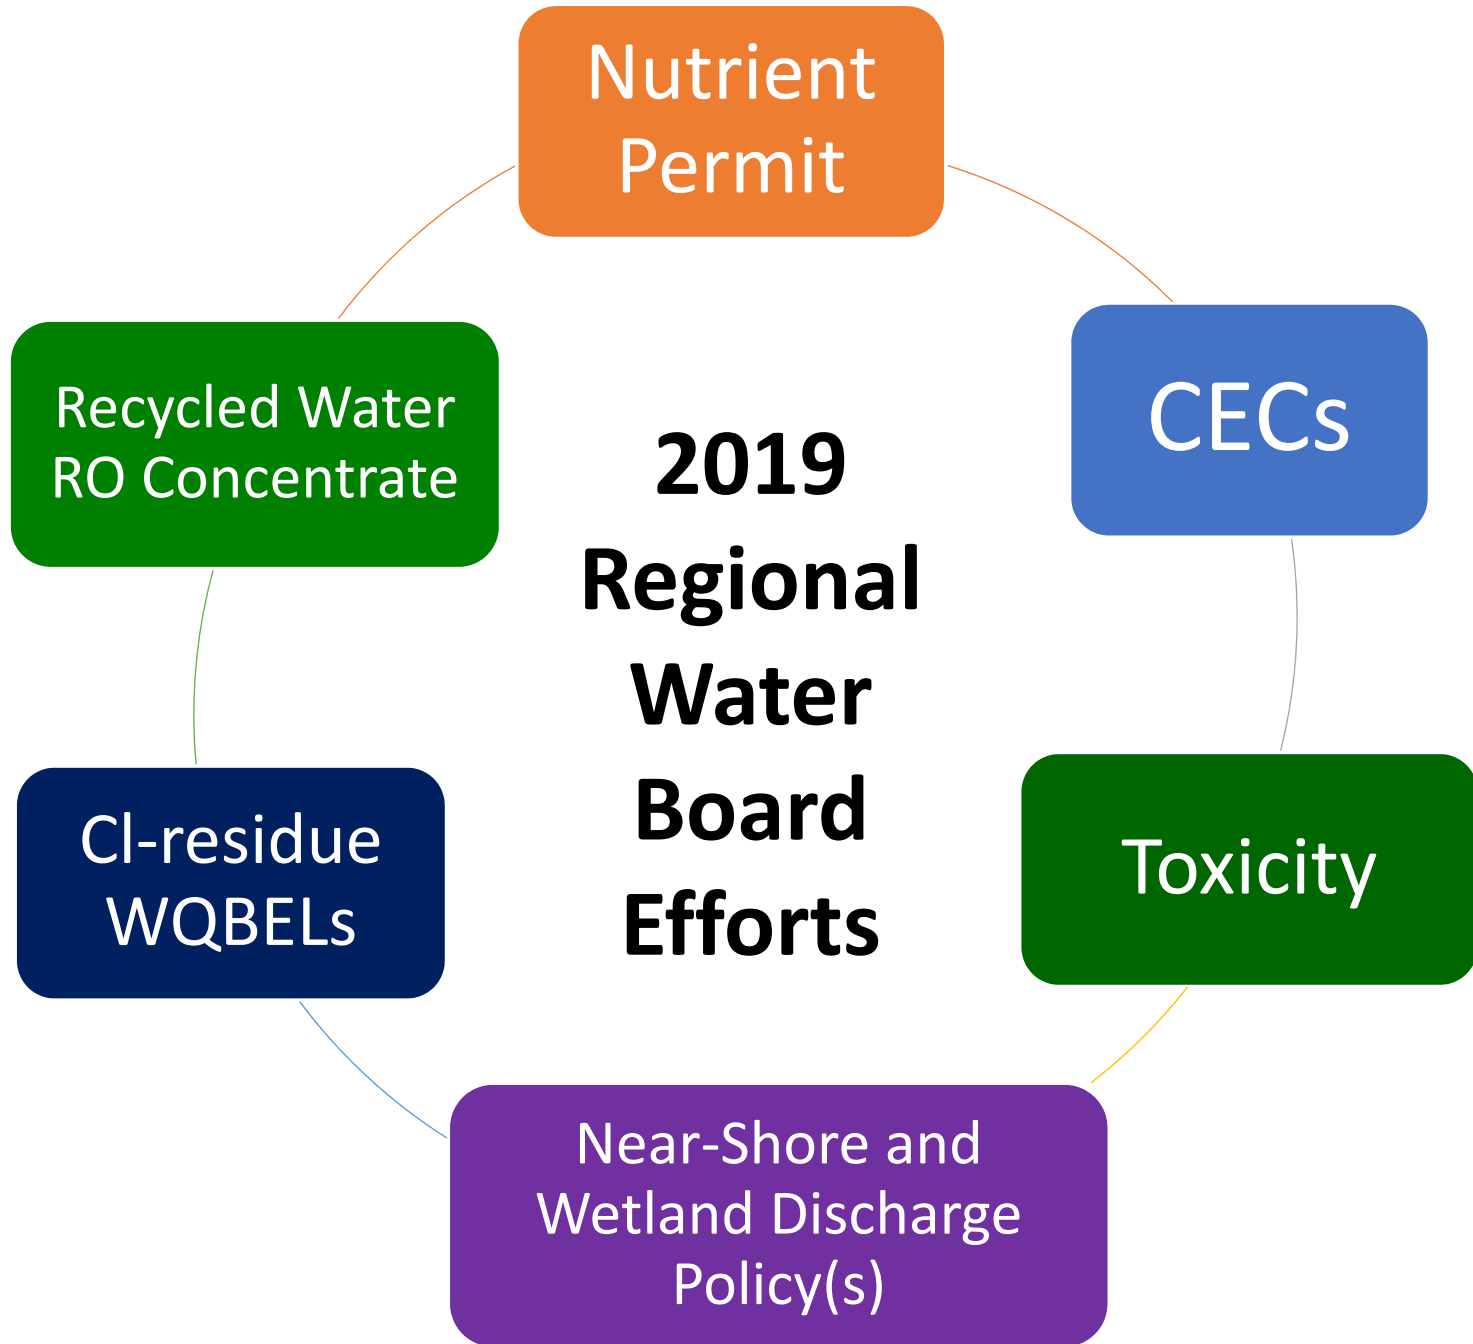 Nutrient
Permit
CECs
Toxicity
Near-Shore and
Wetland Discharge
Policy(s)
Cl-residue
WQBELs
Recycled Water
RO Concentrate
2019
Regional
Water
Board
Efforts